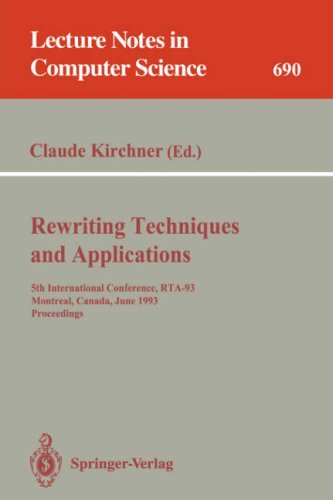 Lecture Notes in
Computer Science 690
Claude Kirchner (Ed.)
Rewriting Techniques
and Applications
5th International Conference, RTA-93
Montreal, Canada, June 1993
Proceedings
Springer-Verlag